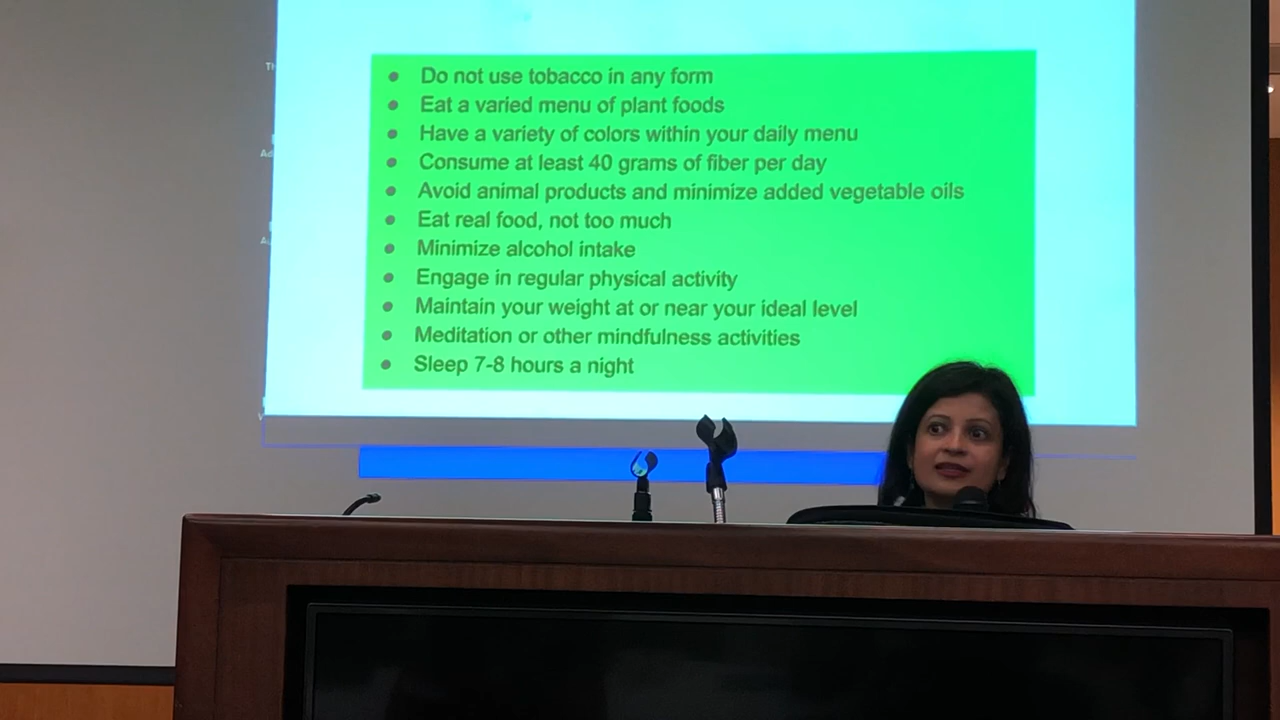 • Do not use tobacco in any form
• Eat a varied menu of plant foods
• Have a variety of colors within your daily menu
• Consume at least 40 grams of fiber per day
• Avoid animal products and minimize added vegetable oils
• Eat real food, not too much
• Minimize alcohol intake
• Engage in regular physical activity
• Maintain your weight at or near your ideal level
• Meditation or other mindfulness activities
• Sleep 7-8 hours a night